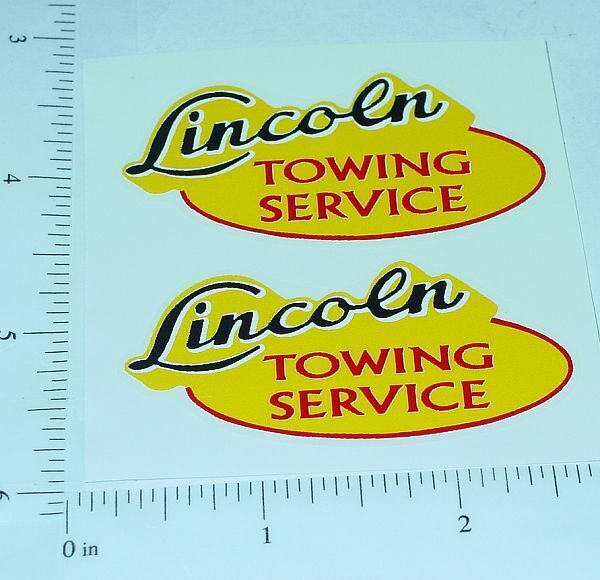 3
Lincoln
TOWING
SERVICE
4
Lincoln
TOWING
SERVICE
5
6
0 in 1 2